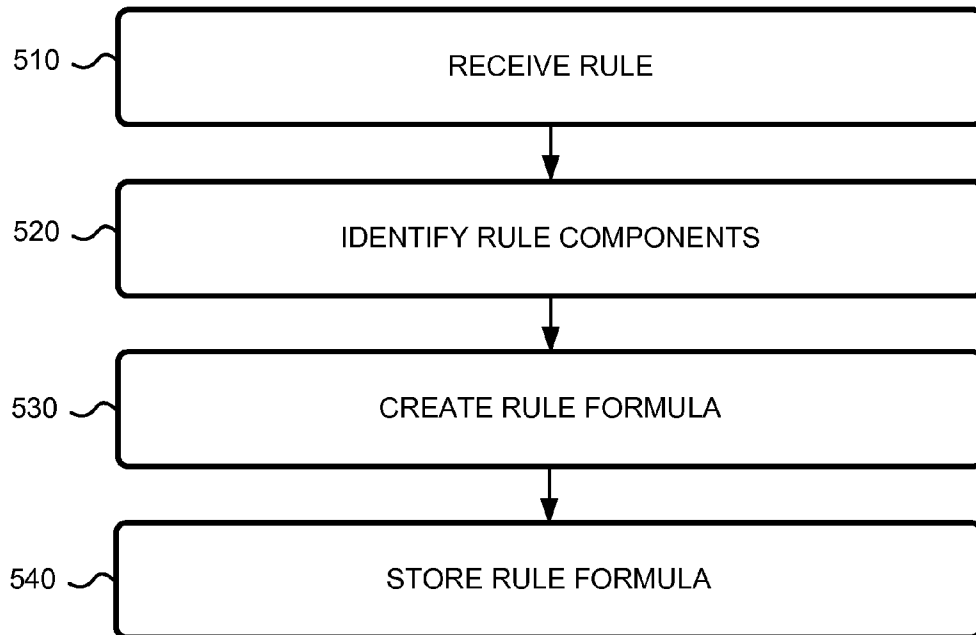 510 RECEIVE RULE
520 IDENTIFY RULE COMPONENTS
530 CREATE RULE FORMULA
540 STORE RULE FORMULA